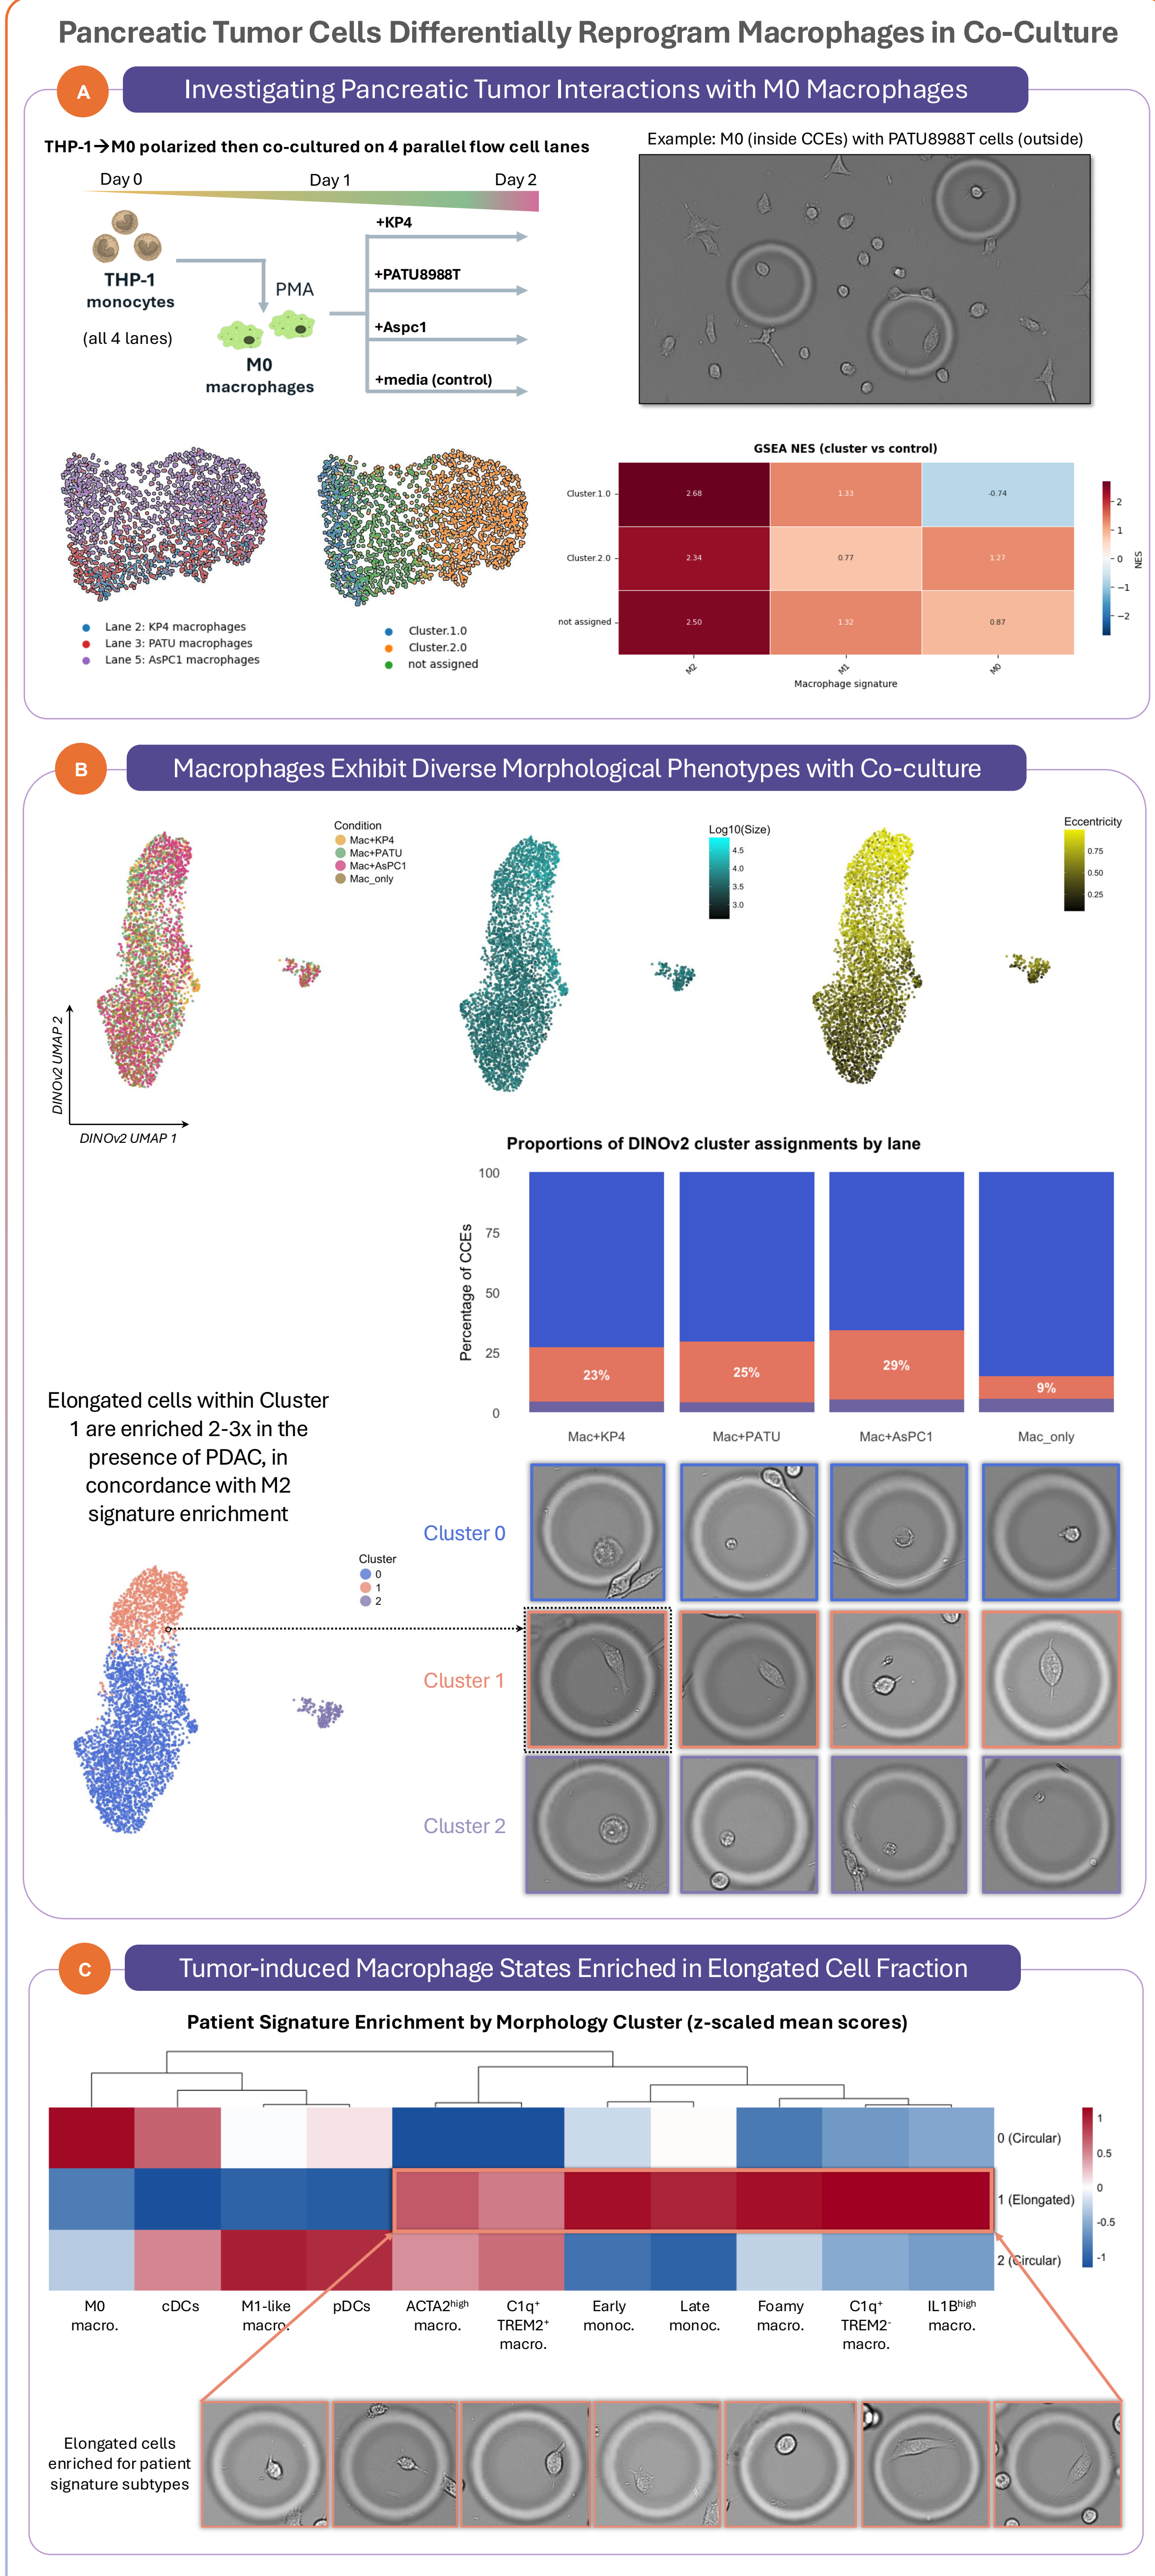 Pancreatic Tumor Cells Differentially Reprogram Macrophages in Co-Culture
A
Investigating Pancreatic Tumor Interactions with M0 Macrophages
THP-1→M0 polarized then co-cultured on 4 parallel flow cell lanes
Day 0
Day 1
Day 2
THP-1
monocytes
(all 4 lanes)
PMA
M0
macrophages
+KP4
+PATU8988T
+Aspc1
+media (control)
Example: M0 (inside CCEs) with PATU8988T cells (outside)
Lane 2: KP4 macrophages
Lane 3: PATU macrophages
Lane 5: AsPC1 macrophages
Cluster.1.0
Cluster.2.0
not assigned
GSEA NES (cluster vs control)
Cluster.1.0
2.68
1.33
-0.74
Cluster.2.0
2.34
0.77
1.27
not assigned
2.50
1.32
0.87
M2
M1
M0
Macrophage signature
2
1
0
−1
−2
NES
B
Macrophages Exhibit Diverse Morphological Phenotypes with Co-culture
Condition
Mac+KP4
Mac+PATU
Mac+AsPC1
Mac_only
Log10(Size)
4.5
4.0
3.5
3.0
Eccentricity
0.75
0.50
0.25
DINOv2 UMAP 2
DINOv2 UMAP 1
Proportions of DINOv2 cluster assignments by lane
Percentage of CCEs
100
75
50
25
0
23%
25%
29%
9%
Mac+KP4
Mac+PATU
Mac+AsPC1
Mac_only
Elongated cells within Cluster
1 are enriched 2-3x in the
presence of PDAC, in
concordance with M2
signature enrichment
Cluster
0
1
2
Cluster 0
Cluster 1
Cluster 2
C
Tumor-induced Macrophage States Enriched in Elongated Cell Fraction
Patient Signature Enrichment by Morphology Cluster (z-scaled mean scores)
0 (Circular)
1 (Elongated)
2 (Circular)
1
0.5
0
-0.5
-1
M0
macro.
cDCs
M1-like
macro.
pDCs
ACTA2high
macro.
C1q+
TREM2+
macro.
Early
monoc.
Late
monoc.
Foamy
macro.
C1q+
TREM2-
macro.
IL1Bhigh
macro.
Elongated cells
enriched for patient
signature subtypes